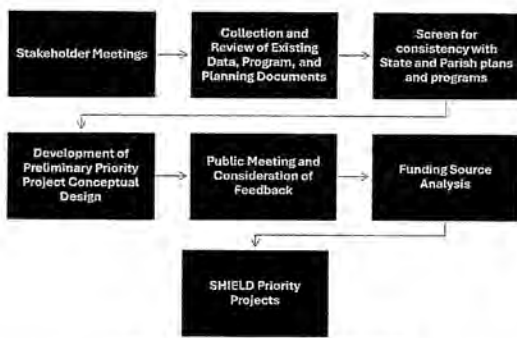 Stakeholder Meetings
Collection and
Review of Existing
Data, Program, and
Planning Documents
Screen for
consistency with
State and Parish plans
and programs
Development of
Preliminary Priority
Project Conceptual
Design
Public Meeting and
Consideration of
Feedback
Funding Source
Analysis
SHIELD Priority
Projects